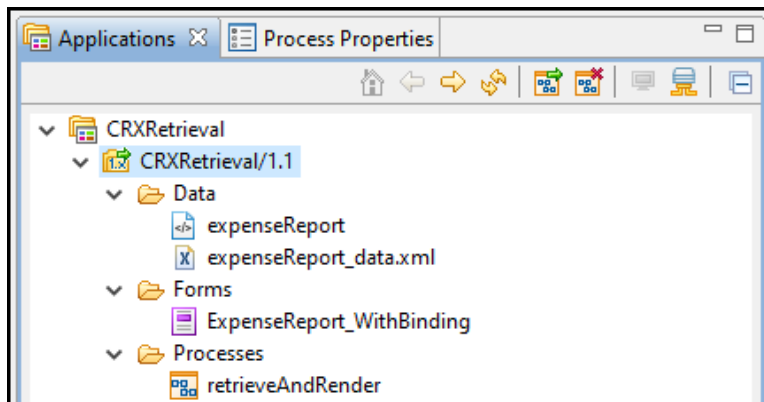 Applications Process Properties
CRXRetrieval
CRXRetrieval/1.1
Data
expenseReport
expenseReport_data.xml
Forms
ExpenseReport_WithBinding
Processes
retrieveAndRender